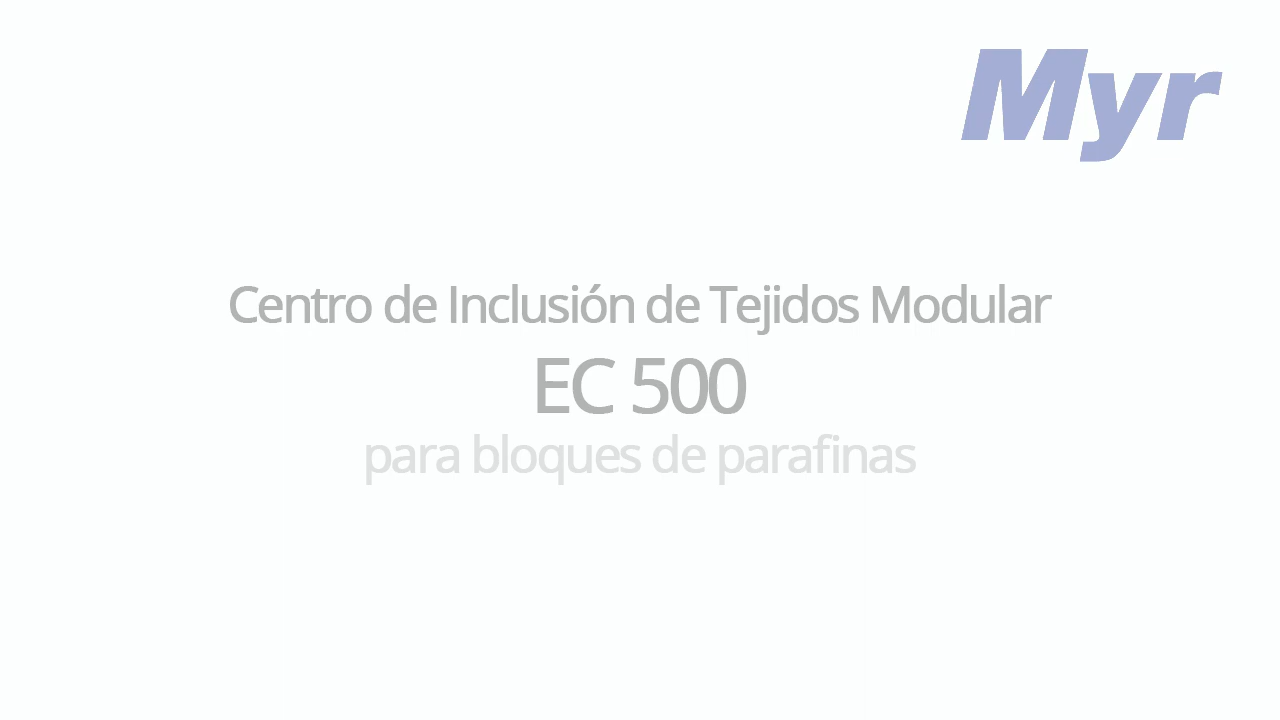 Myr
Centro de Inclusión de Tejidos Modular
EC 500
para bloques de parafinas